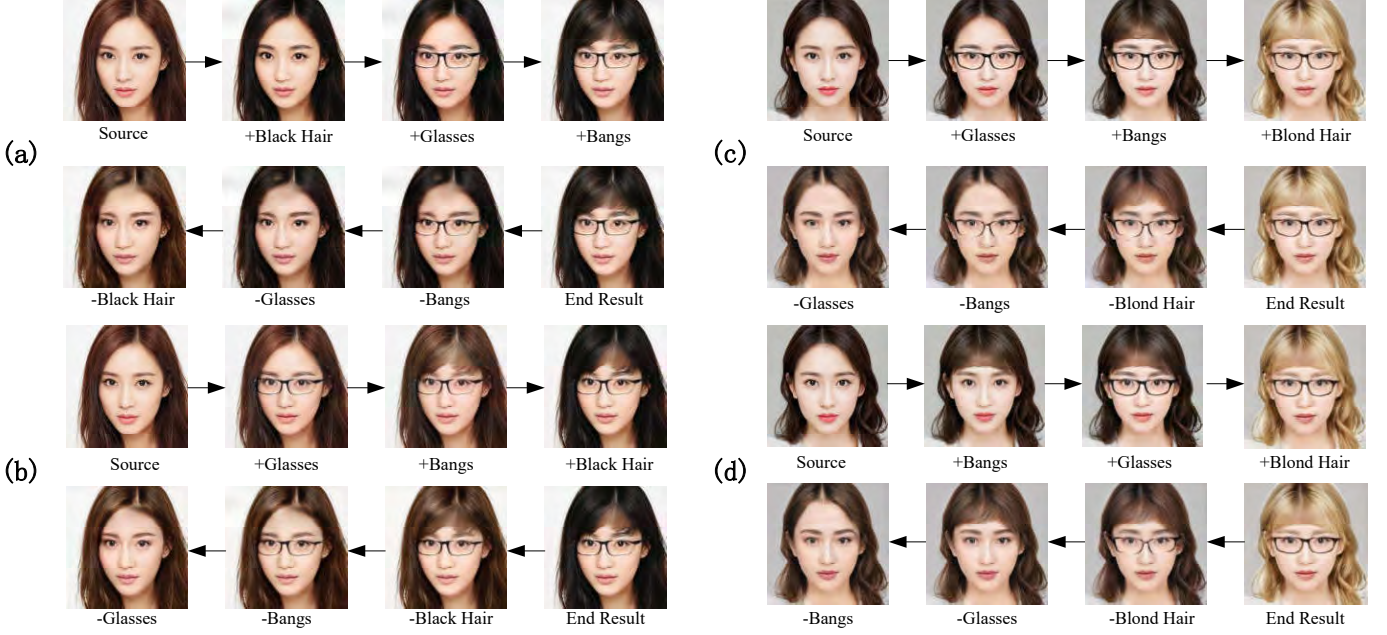 Source +Black Hair +Glasses +Bangs
(a)
-Black Hair -Glasses -Bangs End Result
Source +Glasses +Bangs +Black Hair
(b)
-Glasses -Bangs -Black Hair End Result
Source +Glasses +Bangs +Blond Hair
(c)
-Glasses -Bangs -Blond Hair End Result
Source +Bangs +Glasses +Blond Hair
(d)
-Bangs -Glasses -Blond Hair End Result